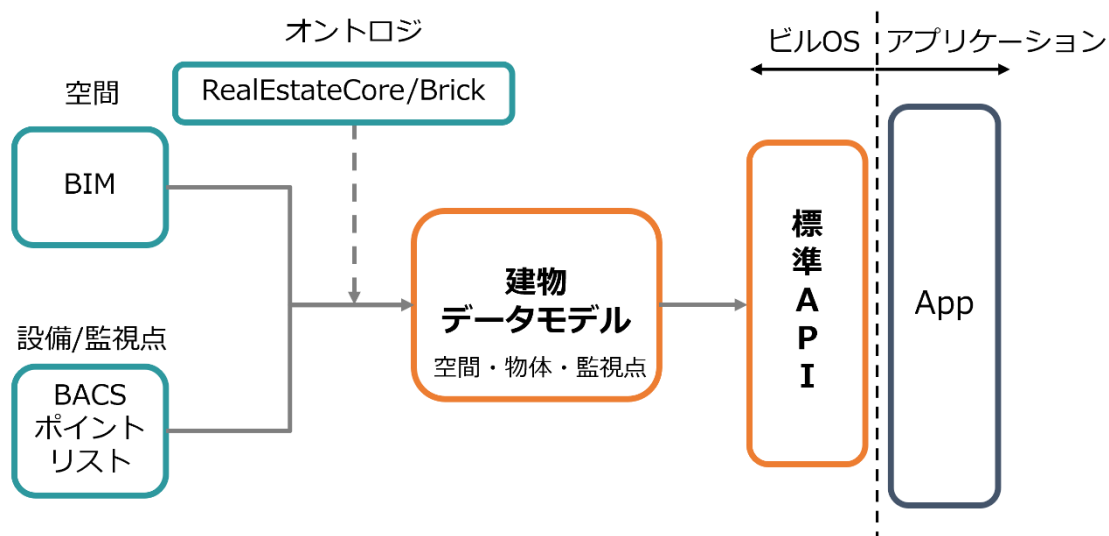 オントロジ
RealEstateCore/Brick
空間
BIM
設備/監視点
BACS
ポイント
リスト
建物
データモデル
空間・物体・監視点
ビルOS
アプリケーション
標
準
A
P
I
App